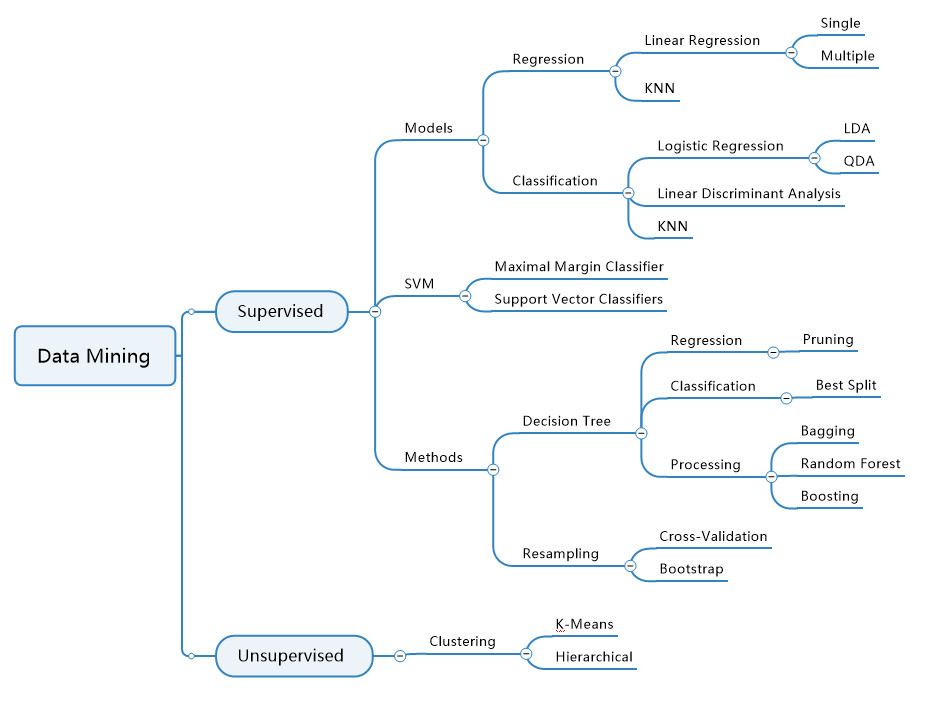 Data Mining
Supervised
Models
Regression
Linear Regression
Single
Multiple
KNN
Classification
Logistic Regression
LDA
QDA
Linear Discriminant Analysis
KNN
SVM
Maximal Margin Classifier
Support Vector Classifiers
Methods
Decision Tree
Regression
Pruning
Classification
Best Split
Processing
Bagging
Random Forest
Boosting
Resampling
Cross-Validation
Bootstrap
Unsupervised
Clustering
K-Means
Hierarchical